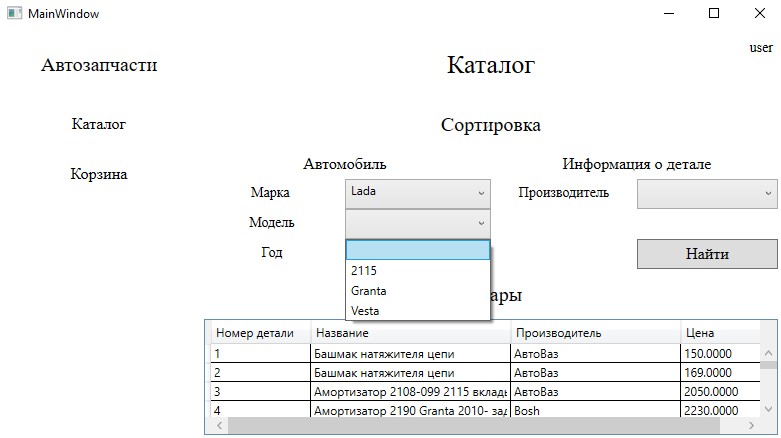 MainWindow
user
Автозапчасти
Каталог
Каталог
Сортировка
Корзина
Автомобиль
Информация о детале
Марка
Lada
Производитель
Модель
Год
Найти
2115
Granta
Vesta
ары
Номер детали Название Производитель Цена
1 Башмак натяжителя цепи АвтоВаз 150.0000
2 Башмак натяжителя цепи АвтоВаз 169.0000
3 Амортизатор 2108-099 2115 вклады АвтоВаз 2050.0000
4 Амортизатор 2190 Granta 2010- зад Bosh 2230.0000